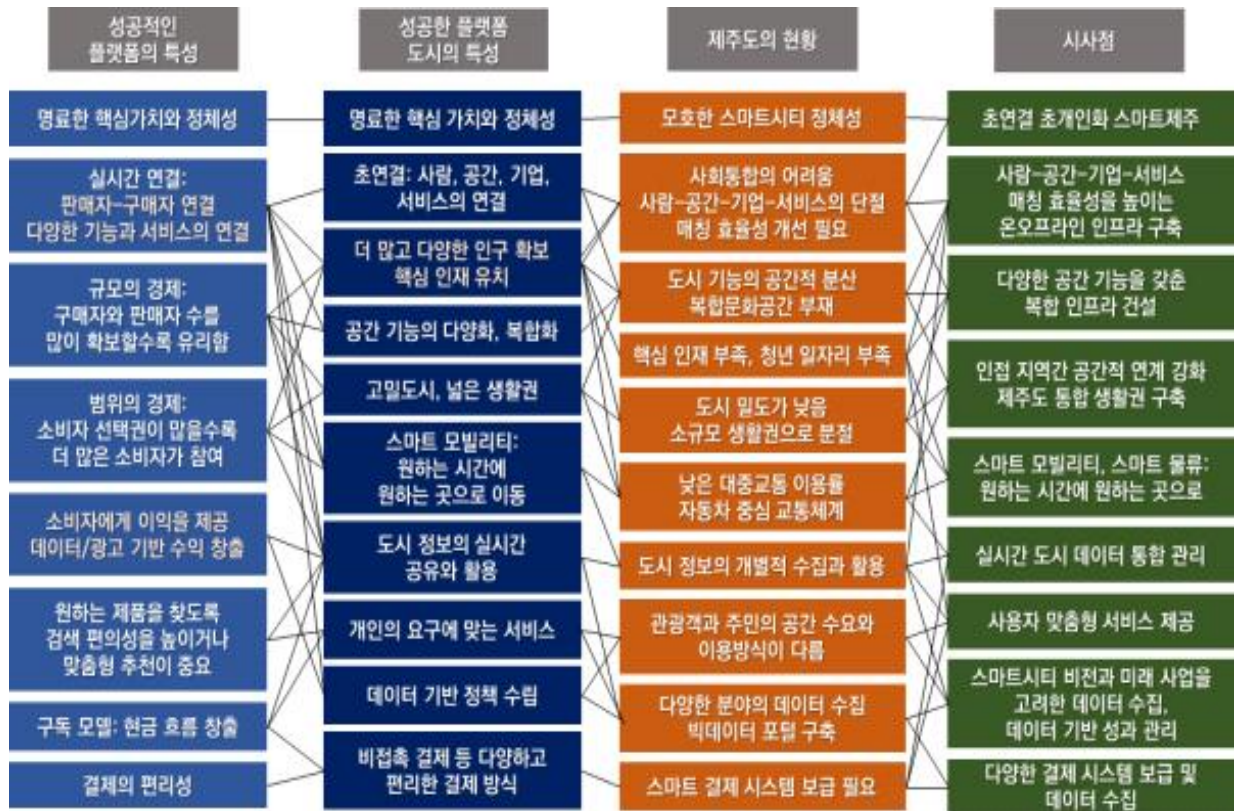 성공적인
플랫폼의 특성
성공한 플랫폼
도시의 특성
제주도의 현황
시사점
명료한 핵심가치와 정체성
실시간 연결:
판매자-구매자 연결
다양한 기능과 서비스의 연결
규모의 경제:
구매자와 판매자 수를
많이 확보할수록 유리함
범위의 경제:
소비자 선택권이 많을수록
더 많은 소비자가 참여
소비자에게 이익을 제공
데이터/광고 기반 수익 창출
원하는 제품을 찾도록
검색 편의성을 높이거나
맞춤형 추천이 중요
구독 모델: 현금 흐름 창출
결제의 편리성
명료한 핵심 가치와 정체성
초연결: 사람, 공간, 기업,
서비스의 연결
더 많고 다양한 인구 확보
핵심 인재 유치
공간 기능의 다양화, 복합화
고밀도시, 넓은 생활권
스마트 모빌리티:
원하는 시간에
원하는 곳으로 이동
도시 정보의 실시간
공유와 활용
개인의 요구에 맞는 서비스
데이터 기반 정책 수립
비접촉 결제 등 다양하고
편리한 결제 방식
모호한 스마트시티 정체성
사회통합의 어려움
사람-공간-기업-서비스의 단절
매칭 효율성 개선 필요
도시 기능의 공간적 분산
복합문화공간 부재
핵심 인재 부족, 청년 일자리 부족
도시 밀도가 낮음
소규모 생활권으로 분절
낮은 대중교통 이용률
자동차 중심 교통체계
도시 정보의 개별적 수집과 활용
관광객과 주민의 공간 수요와
이용방식이 다름
다양한 분야의 데이터 수집
빅데이터 포털 구축
스마트 결제 시스템 보급 필요
초연결 초개인화 스마트제주
사람-공간-기업-서비스
매칭 효율성을 높이는
온오프라인 인프라 구축
다양한 공간 기능을 갖춘
복합 인프라 건설
인접 지역간 공간적 연계 강화
제주도 통합 생활권 구축
스마트 모빌리티, 스마트 물류:
원하는 시간에 원하는 곳으로
실시간 도시 데이터 통합 관리
사용자 맞춤형 서비스 제공
스마트시티 비전과 미래 사업을
고려한 데이터 수집,
데이터 기반 성과 관리
다양한 결제 시스템 보급 및
데이터 수집